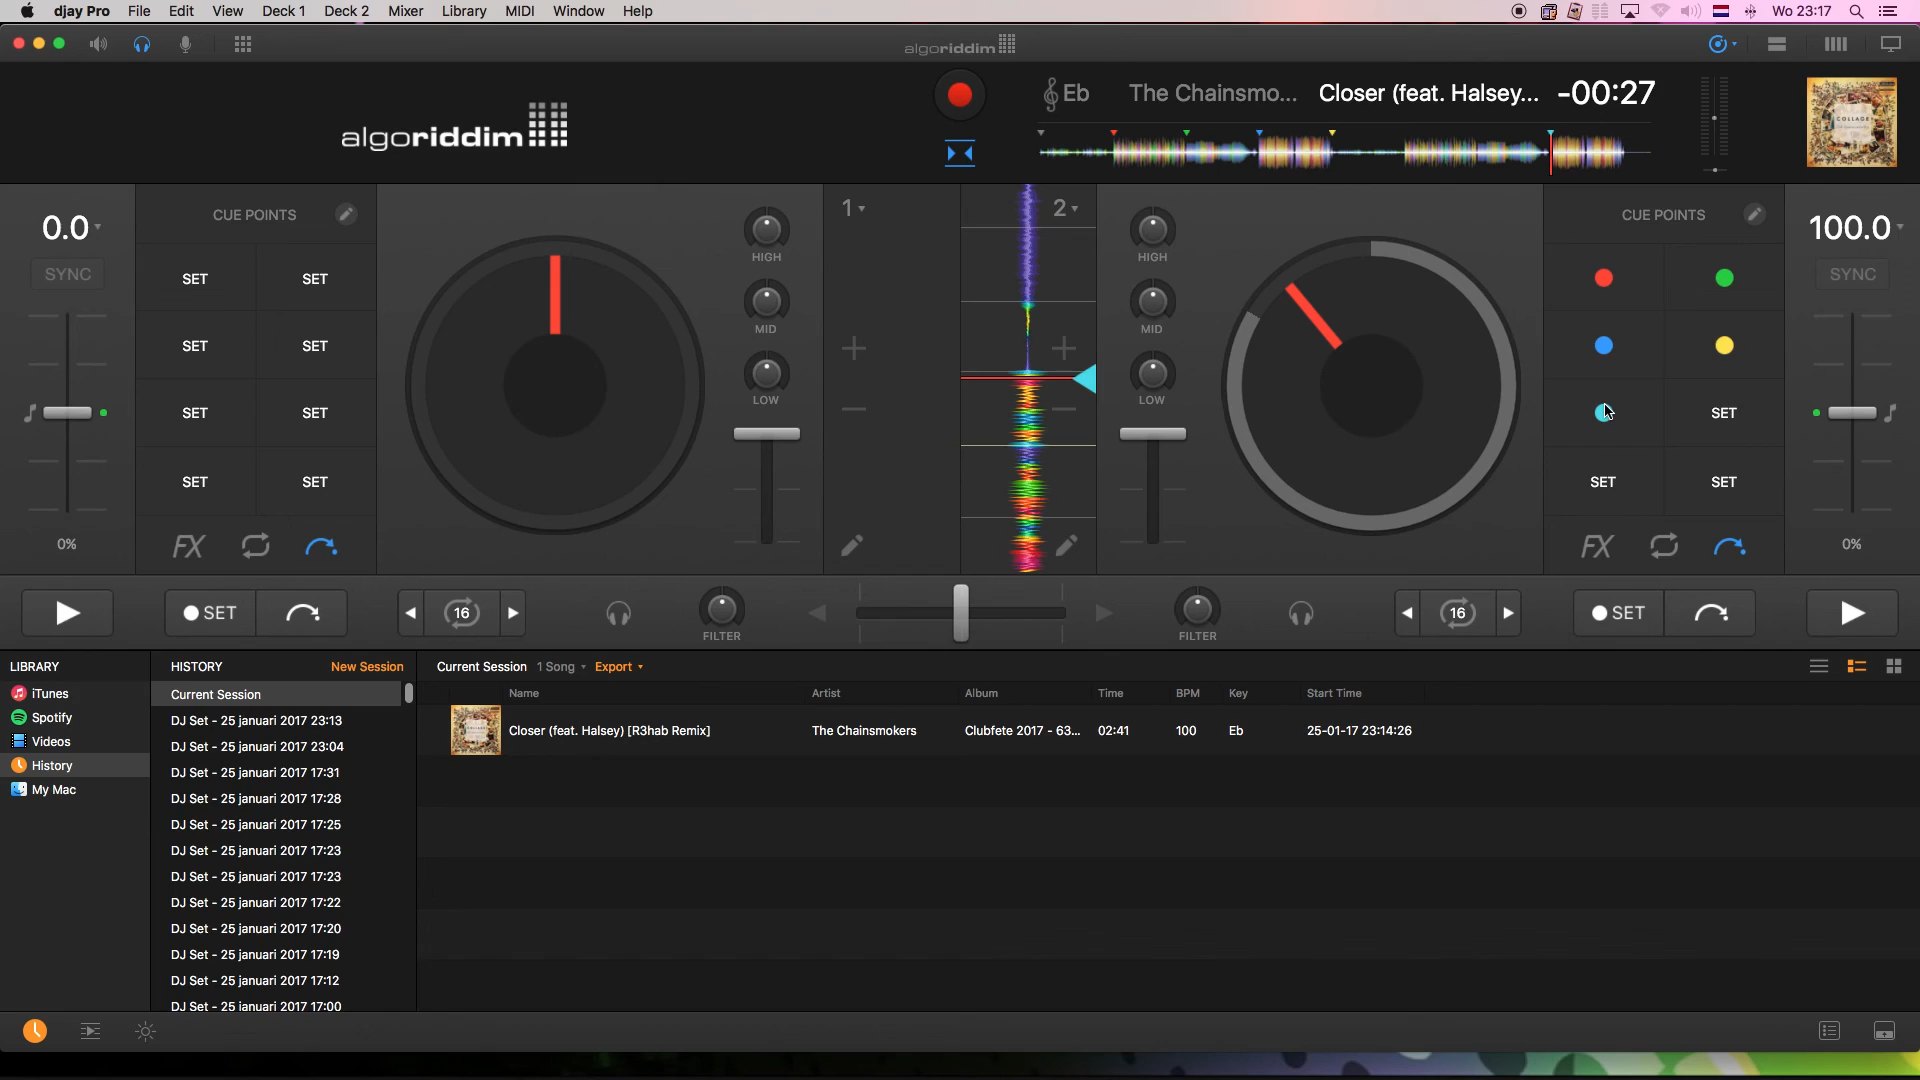 djay Pro File Edit View Deck 1 Deck 2 Mixer Library MIDI Window Help Wo 23:17
algoriddim
algoriddim
Eb The Chainsmo... Closer (feat. Halsey... -00:27
COLLAGE
0.0 CUE POINTS 1 2 CUE POINTS 100.0
SYNC HIGH HIGH SYNC
SET SET
MID MID
SET SET
LOW LOW
SET SET SET
SET SET SET SET
0% FX FX 0%
SET 16 FILTER FILTER 16 SET
LIBRARY HISTORY New Session Current Session 1 Song Export
iTunes Current Session Name Artist Album Time BPM Key Start Time
Spotify DJ Set - 25 januari 2017 23:13
Closer (feat. Halsey) [R3hab Remix] The Chainsmokers Clubfete 2017 - 63... 02:41 100 Eb 25-01-17 23:14:26
Videos DJ Set - 25 januari 2017 23:04
History DJ Set - 25 januari 2017 17:31
My Mac DJ Set - 25 januari 2017 17:28
DJ Set - 25 januari 2017 17:25
DJ Set - 25 januari 2017 17:23
DJ Set - 25 januari 2017 17:23
DJ Set - 25 januari 2017 17:22
DJ Set - 25 januari 2017 17:20
DJ Set - 25 januari 2017 17:19
DJ Set - 25 januari 2017 17:12
DJ Set - 25 januari 2017 17:00